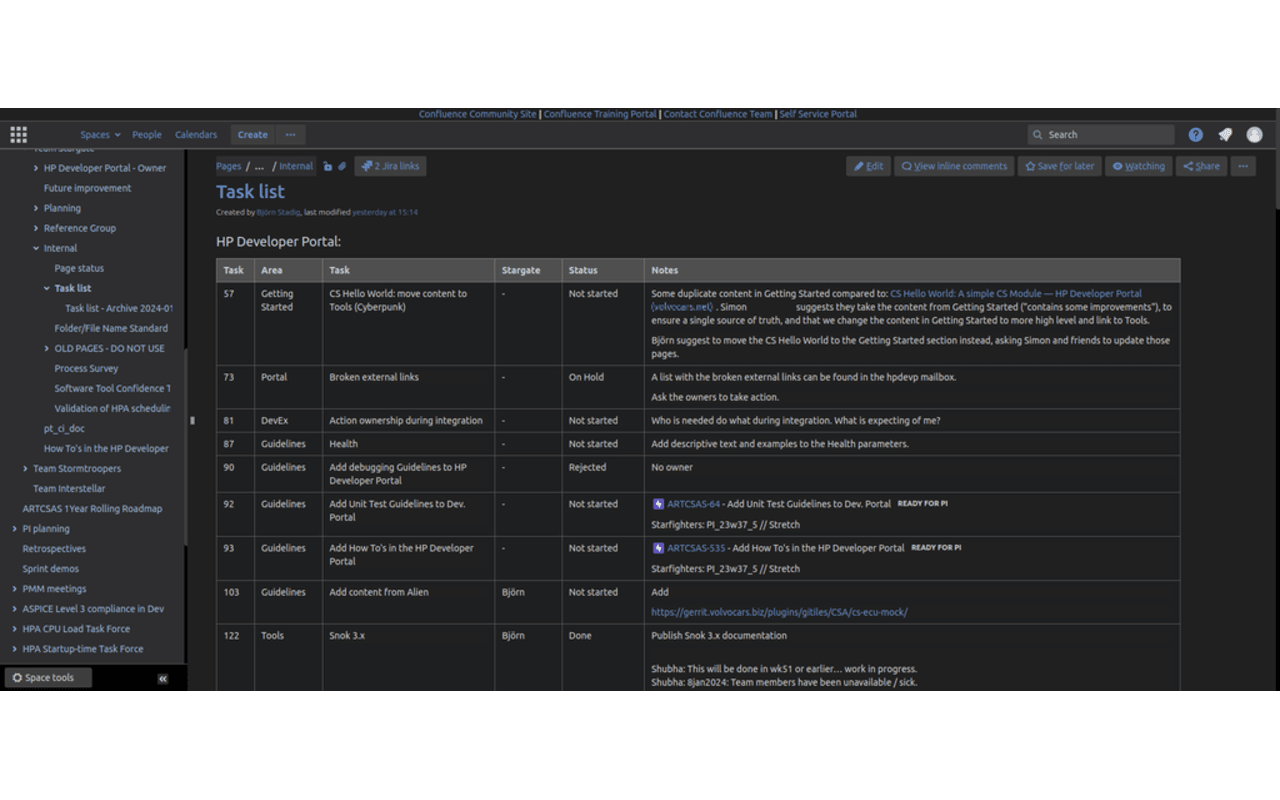 Confluence Community Site | Confluence Training Portal | Contact Confluence Team | Self Service Portal
Spaces People Calendars Create ··· Search
HP Developer Portal - Owner
Future improvement
Planning
Reference Group
Internal
Page status
Task list
Task list - Archive 2024-01
Folder/File Name Standard
OLD PAGES - DO NOT USE
Process Survey
Software Tool Confidence T
Validation of HPA schedulin
pt_ci_doc
How To's in the HP Developer
Team Stormtroopers
Team Interstellar
ARTCSAS 1Year Rolling Roadmap
PI planning
Retrospectives
Sprint demos
PMM meetings
ASPICE Level 3 compliance in Dev
HPA CPU Load Task Force
HPA Startup-time Task Force
Space tools
Pages / ... / Internal 2 Jira links
Edit View inline comments Save for later Watching Share ···
Task list
Created by Björn Stadig, last modified yesterday at 15:14
HP Developer Portal:
Task Area Task Stargate Status Notes
57 Getting Started CS Hello World: move content to Tools (Cyberpunk) - Not started Some duplicate content in Getting Started compared to: CS Hello World: A simple CS Module — HP Developer Portal
(volvocars.net) . Simon suggests they take the content from Getting Started ("contains some improvements"), to
ensure a single source of truth, and that we change the content in Getting Started to more high level and link to Tools.
Björn suggest to move the CS Hello World to the Getting Started section instead, asking Simon and friends to update those
pages.
73 Portal Broken external links - On Hold A list with the broken external links can be found in the hpdevp mailbox.
Ask the owners to take action.
81 DevEx Action ownership during integration - Not started Who is needed do what during integration. What is expecting of me?
87 Guidelines Health - Not started Add descriptive text and examples to the Health parameters.
90 Guidelines Add debugging Guidelines to HP Developer Portal - Rejected No owner
92 Guidelines Add Unit Test Guidelines to Dev. Portal - Not started ARTCSAS-64 - Add Unit Test Guidelines to Dev. Portal READY FOR PI
Starfighters: PI_23w37_5 // Stretch
93 Guidelines Add How To's in the HP Developer Portal - Not started ARTCSAS-535 - Add How To's in the HP Developer Portal READY FOR PI
Starfighters: PI_23w37_5 // Stretch
103 Guidelines Add content from Alien Björn Not started Add
https://gerrit.volvocars.biz/plugins/gitiles/CSA/cs-ecu-mock/
122 Tools Snok 3.x Björn Done Publish Snok 3.x documentation
Shubha: This will be done in wk51 or earlier... work in progress.
Shubha: 8jan2024: Team members have been unavailable / sick.